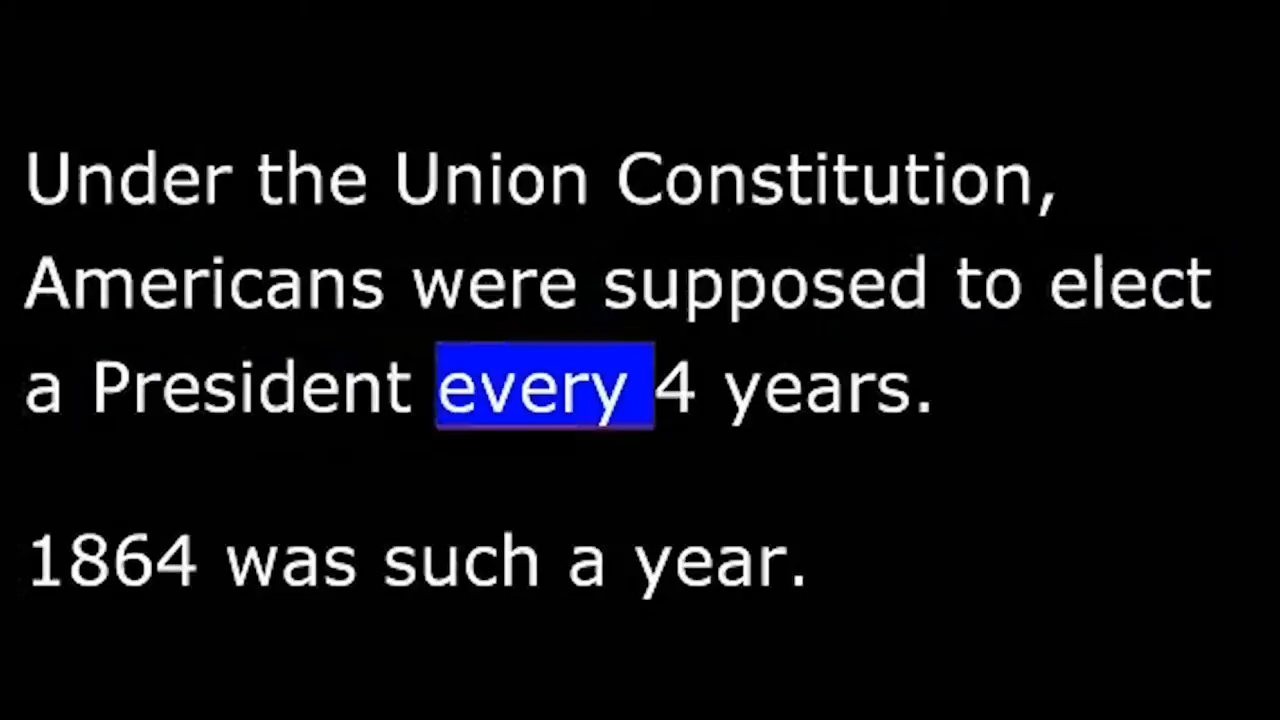 Under the Union Constitution,
Americans were supposed to elect
a President every 4 years.
1864 was such a year.